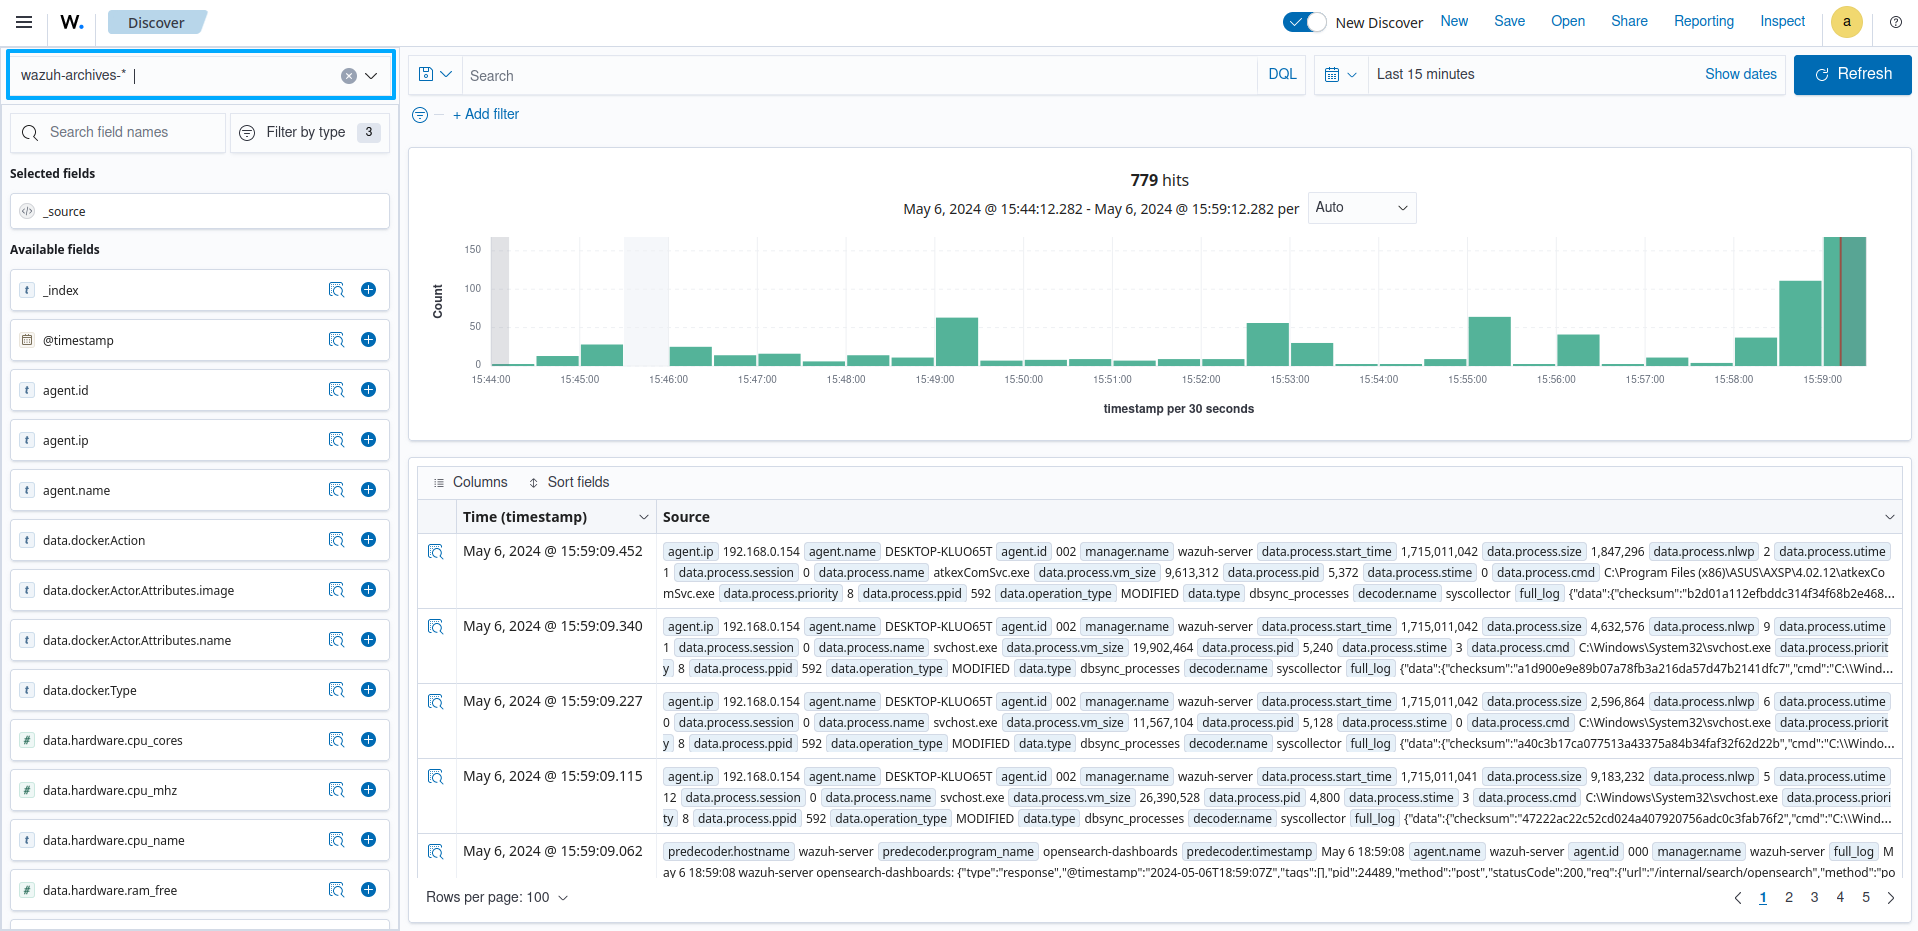 W. Discover New Discover New Save Open Share Reporting Inspect a
wazuh-archives-*
Search DQL Last 15 minutes Show dates Refresh
+ Add filter
Search field names Filter by type 3
Selected fields
_source
Available fields
_index
@timestamp
agent.id
agent.ip
agent.name
data.docker.Action
data.docker.Actor.Attributes.image
data.docker.Actor.Attributes.name
data.docker.Type
data.hardware.cpu_cores
data.hardware.cpu_mhz
data.hardware.cpu_name
data.hardware.ram_free
779 hits
May 6, 2024 @ 15:44:12.282 - May 6, 2024 @ 15:59:12.282 per Auto
Count
150
100
50
0
15:44:00 15:45:00 15:46:00 15:47:00 15:48:00 15:49:00 15:50:00 15:51:00 15:52:00 15:53:00 15:54:00 15:55:00 15:56:00 15:57:00 15:58:00 15:59:00
timestamp per 30 seconds
Columns Sort fields
Time (timestamp) Source
May 6, 2024 @ 15:59:09.452 agent.ip 192.168.0.154 agent.name DESKTOP-KLUO65T agent.id 002 manager.name wazuh-server data.process.start_time 1,715,011,042 data.process.size 1,847,296 data.process.nlwp 2 data.process.utime
1 data.process.session 0 data.process.name atkexComSvc.exe data.process.vm_size 9,613,312 data.process.pid 5,372 data.process.stime 0 data.process.cmd C:\Program Files (x86)\ASUS\AXSP\4.02.12\atkexCo
mSvc.exe data.process.priority 8 data.process.ppid 592 data.operation_type MODIFIED data.type dbsync_processes decoder.name syscollector full_log {"data":{"checksum":"b2d01a112efbddc314f34f68b2e468...
May 6, 2024 @ 15:59:09.340 agent.ip 192.168.0.154 agent.name DESKTOP-KLUO65T agent.id 002 manager.name wazuh-server data.process.start_time 1,715,011,042 data.process.size 4,632,576 data.process.nlwp 9 data.process.utime
1 data.process.session 0 data.process.name svchost.exe data.process.vm_size 19,902,464 data.process.pid 5,240 data.process.stime 3 data.process.cmd C:\Windows\System32\svchost.exe data.process.priorit
y 8 data.process.ppid 592 data.operation_type MODIFIED data.type dbsync_processes decoder.name syscollector full_log {"data":{"checksum":"a1d900e9e89b07a78fb3a216da57d47b2141dfc7","cmd":"C:\\Wind...
May 6, 2024 @ 15:59:09.227 agent.ip 192.168.0.154 agent.name DESKTOP-KLUO65T agent.id 002 manager.name wazuh-server data.process.start_time 1,715,011,042 data.process.size 2,596,864 data.process.nlwp 6 data.process.utime
0 data.process.session 0 data.process.name svchost.exe data.process.vm_size 11,567,104 data.process.pid 5,128 data.process.stime 0 data.process.cmd C:\Windows\System32\svchost.exe data.process.priorit
y 8 data.process.ppid 592 data.operation_type MODIFIED data.type dbsync_processes decoder.name syscollector full_log {"data":{"checksum":"a40c3b17ca077513a43375a84b34faf32f62d22b","cmd":"C:\\Windo...
May 6, 2024 @ 15:59:09.115 agent.ip 192.168.0.154 agent.name DESKTOP-KLUO65T agent.id 002 manager.name wazuh-server data.process.start_time 1,715,011,041 data.process.size 9,183,232 data.process.nlwp 5 data.process.utime
12 data.process.session 0 data.process.name svchost.exe data.process.vm_size 26,390,528 data.process.pid 4,800 data.process.stime 3 data.process.cmd C:\Windows\System32\svchost.exe data.process.priori
ty 8 data.process.ppid 592 data.operation_type MODIFIED data.type dbsync_processes decoder.name syscollector full_log {"data":{"checksum":"47222ac22c52cd024a407920756adc0c3fab76f2","cmd":"C:\\Wind...
May 6, 2024 @ 15:59:09.062 predecoder.hostname wazuh-server predecoder.program_name opensearch-dashboards predecoder.timestamp May 6 18:59:08 agent.name wazuh-server agent.id 000 manager.name wazuh-server full_log M
ay 6 18:59:08 wazuh-server opensearch-dashboards: {"type":"response","@timestamp":"2024-05-06T18:59:07Z","tags":[],"pid":24489,"method":"post","statusCode":200,"req":{"url":"/internal/search/opensearch","method":"po
Rows per page: 100 1 2 3 4 5